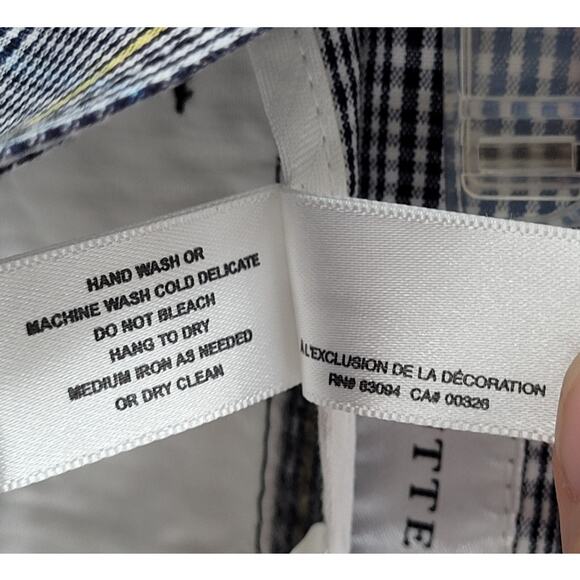 HAND WASH OR
MACHINE WASH COLD DELICATE
DO NOT BLEACH
HANG TO DRY
MEDIUM IRON AS NEEDED
OR DRY CLEAN
À L'EXCLUSION DE LA DÉCORATION
RN# 63094 CA# 00326
TTE